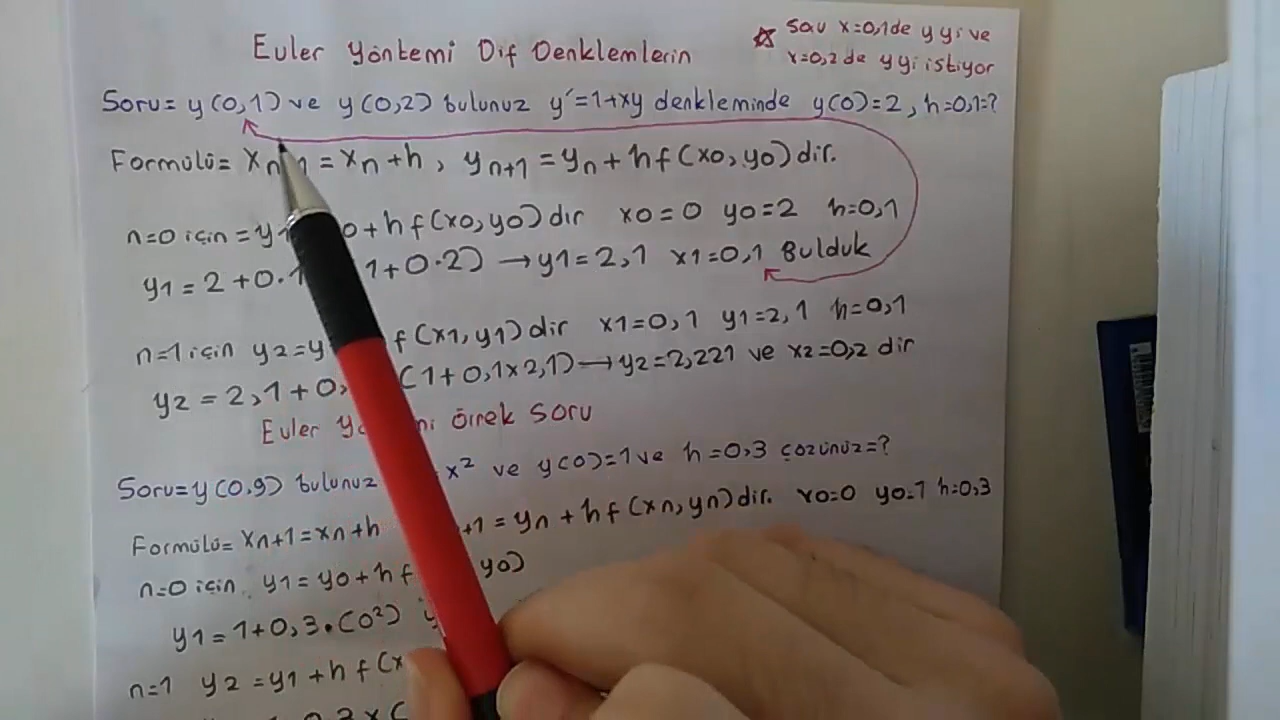 Euler Yöntemi Dif Denklemlerin
☆ Soru x=0,1de y yi ve
x=0,2 de y yi istiyor
Soru= y(0,1) ve y(0,2) bulunuz y'=1+xy denkleminde y(0)=2, h=0,1=?
Formülü= = xn+h, yn+1 = yn + hf(x0,y0) dir.
n=0 için = 0+hf(x0,y0) dır x0=0 y0=2 h=0,1
y1 = 2+0.1 1+0.2) →y1=2,1 x1=0,1 Bulduk
n=1 için f(x1,y1) dir x1=0,1 y1=2,1 h=0,1
y2 = 2,1+0, (1+0,1x2,1)→y2=2,221 ve x2=0,2 dir
Euler örnek soru
Soru=y(0,9) bulunuz x² ve y(0)=1 ve h=0,3 çözünüz=?
Formülü= xn+1=xn+h +1 = yn + hf(xn,yn) dir. x0=0 y0=1 h=0,3
n=0 için y1=y0+hf y0)
y1=1+0,3.(0²)
n=1 y2=y1+hf(x